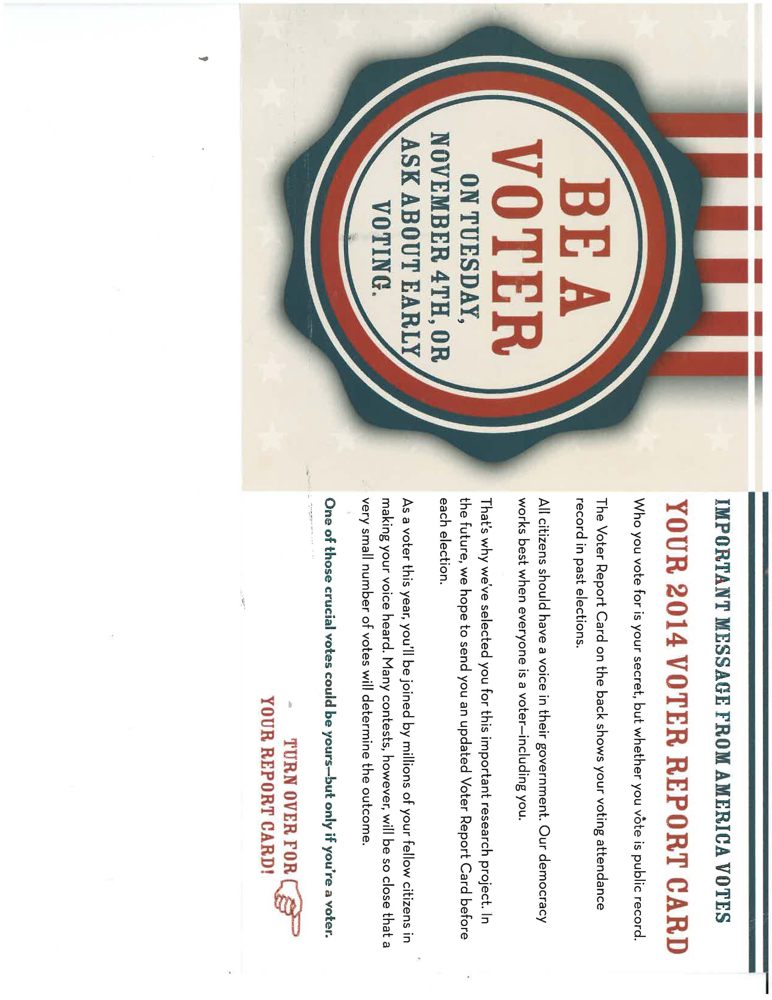 BE A
VOTER
ON TUESDAY,
NOVEMBER 4TH, OR
ASK ABOUT EARLY
VOTING.
IMPORTANT MESSAGE FROM AMERICA VOTES
YOUR 2014 VOTER REPORT CARD
Who you vote for is your secret, but whether you vote is public record.
The Voter Report Card on the back shows your voting attendance
record in past elections.
All citizens should have a voice in their government. Our democracy
works best when everyone is a voter—including you.
That's why we've selected you for this important research project. In
the future, we hope to send you an updated Voter Report Card before
each election.
As a voter this year, you'll be joined by millions of your fellow citizens in
making your voice heard. Many contests, however, will be so close that a
very small number of votes will determine the outcome.
One of those crucial votes could be yours—but only if you're a voter.
TURN OVER FOR
YOUR REPORT CARD!